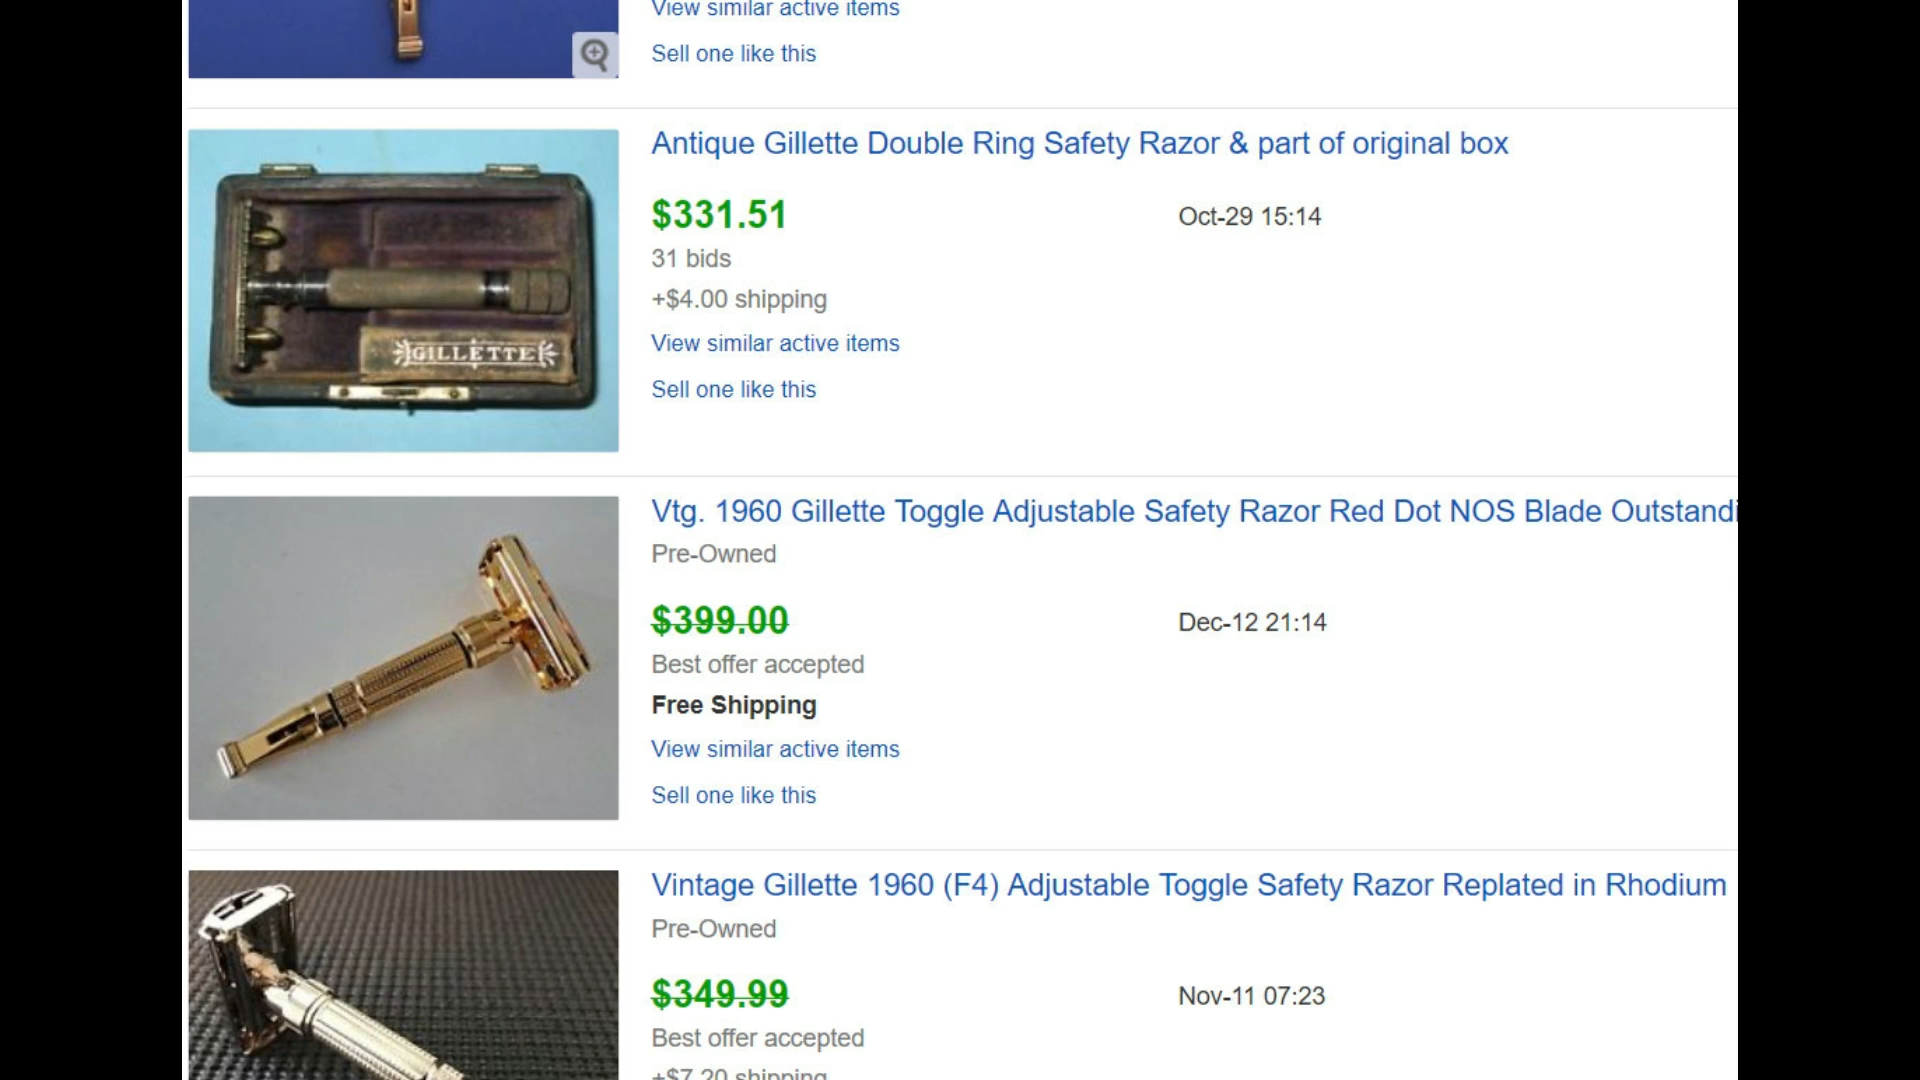 View similar active items
Sell one like this
Antique Gillette Double Ring Safety Razor & part of original box
$331.51
Oct-29 15:14
31 bids
+$4.00 shipping
View similar active items
Sell one like this
GILLETTE
Vtg. 1960 Gillette Toggle Adjustable Safety Razor Red Dot NOS Blade Outstandi
Pre-Owned
$399.00
Dec-12 21:14
Best offer accepted
Free Shipping
View similar active items
Sell one like this
Vintage Gillette 1960 (F4) Adjustable Toggle Safety Razor Replated in Rhodium
Pre-Owned
$349.99
Nov-11 07:23
Best offer accepted
+$7.20 shipping